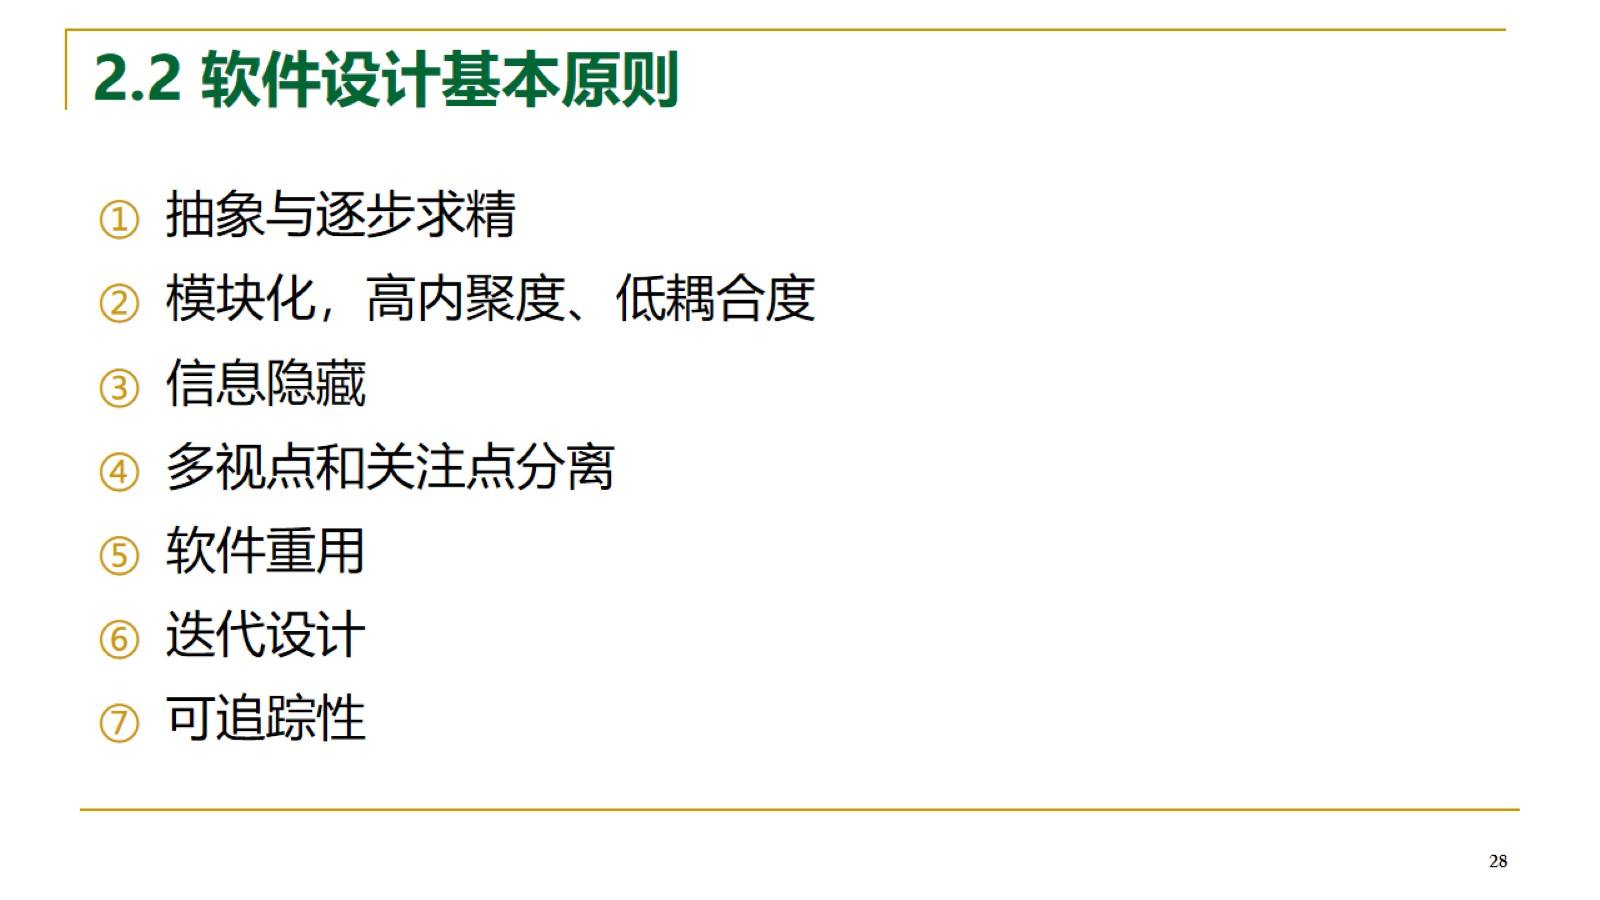 2.2 软件设计基本原则
① 抽象与逐步求精
② 模块化，高内聚度、低耦合度
③ 信息隐藏
④ 多视点和关注点分离
⑤ 软件重用
⑥ 迭代设计
⑦ 可追踪性
28